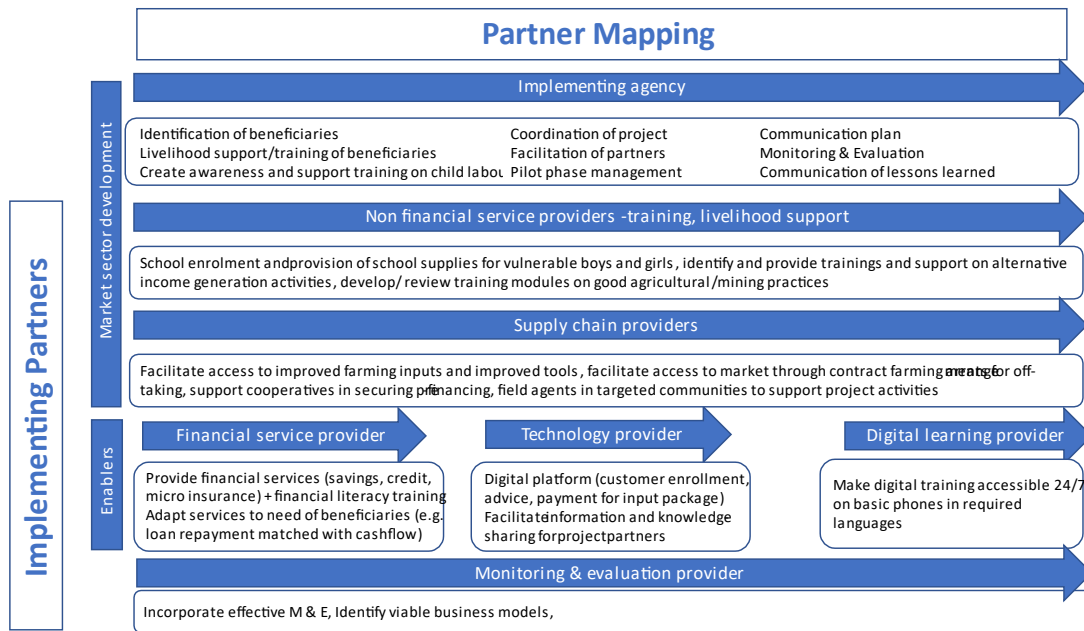 Partner Mapping
Implementing Partners
Market sector development
Implementing agency
Identification of beneficiaries
Livelihood support/training of beneficiaries
Create awareness and support training on child labou
Coordination of project
Facilitation of partners
Pilot phase management
Communication plan
Monitoring & Evaluation
Communication of lessons learned
Non financial service providers -training, livelihood support
School enrolment andprovision of school supplies for vulnerable boys and girls, identify and provide trainings and support on alternative
income generation activities, develop/ review training modules on good agricultural/mining practices
Supply chain providers
Facilitate access to improved farming inputs and improved tools, facilitate access to market through contract farming for off-
taking, support cooperatives in securing pre-financing, field agents in targeted communities to support project activities
Enablers
Financial service provider
Provide financial services (savings, credit,
micro insurance) + financial literacy training
Adapt services to need of beneficiaries (e.g.
loan repayment matched with cashflow)
Technology provider
Digital platform (customer enrollment,
advice, payment for input package)
Facilitate information and knowledge
sharing forprojectpartners
Digital learning provider
Make digital training accessible 24/7
on basic phones in required
languages
Monitoring & evaluation provider
Incorporate effective M & E, Identify viable business models,